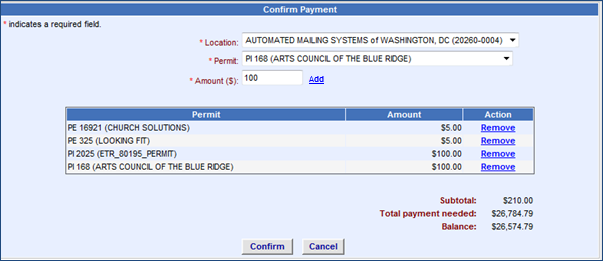 Confirm Payment
* indicates a required field.
* Location: AUTOMATED MAILING SYSTEMS of WASHINGTON, DC (20260-0004)
* Permit: PI 168 (ARTS COUNCIL OF THE BLUE RIDGE)
* Amount ($): 100 Add
Permit Amount Action
PE 16921 (CHURCH SOLUTIONS) $5.00 Remove
PE 325 (LOOKING FIT) $5.00 Remove
PI 2025 (ETR_80195_PERMIT) $100.00 Remove
PI 168 (ARTS COUNCIL OF THE BLUE RIDGE) $100.00 Remove
Subtotal: $210.00
Total payment needed: $26,784.79
Balance: $26,574.79
Confirm Cancel